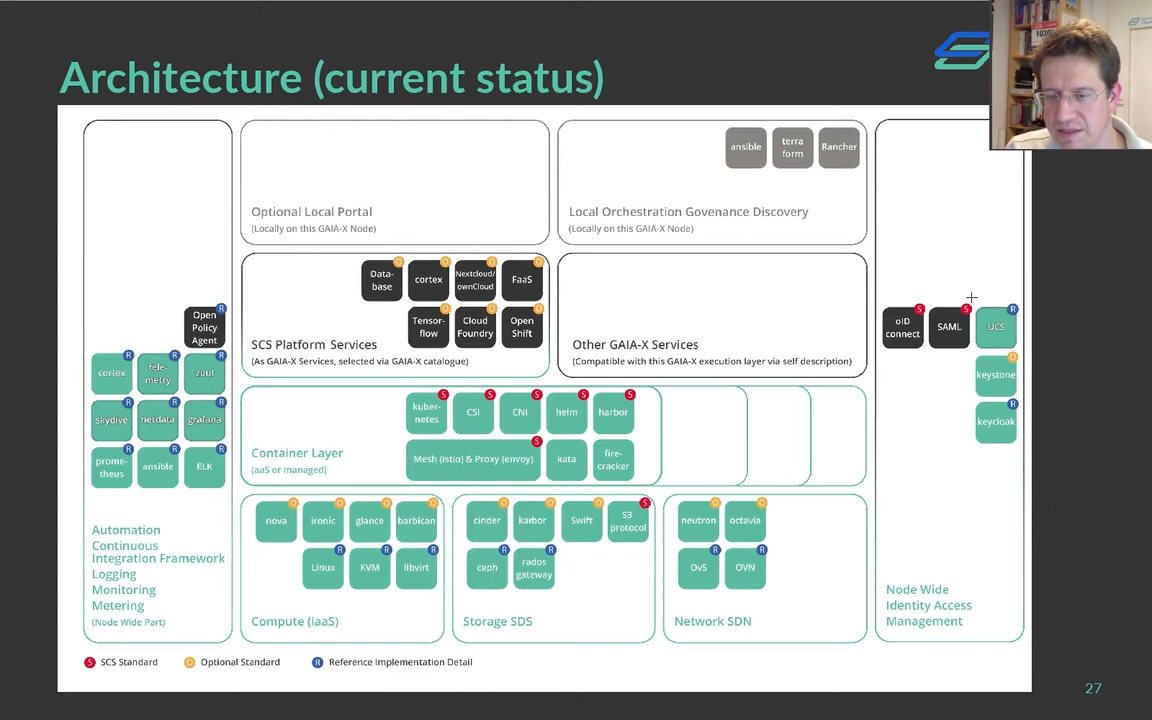 Architecture (current status)
Optional Local Portal
(Locally on this GAIA-X Node)
ansible
terra
form
Rancher
Local Orchestration Govenance Discovery
(Locally on this GAIA-X Node)
O
O
O
O
Data-
base
cortex
Nextcloud/
ownCloud
FaaS
O
O
O
Tensor-
flow
Cloud
Foundry
Open
Shift
SCS Platform Services
(As GAIA-X Services, selected via GAIA-X catalogue)
Other GAIA-X Services
(Compatible with this GAIA-X execution layer via self description)
R
Open
Policy
Agent
R
R
R
cortex
tele-
metry
zuul
R
R
R
skydive
netdata
grafana
R
R
R
prome-
theus
ansible
ELK
Automation
Continuous
Integration Framework
Logging
Monitoring
Metering
(Node Wide Part)
S
S
S
S
S
kuber-
netes
CSI
CNI
helm
harbor
S
Mesh (istio) & Proxy (envoy)
kata
fire-
cracker
Container Layer
(aaS or managed)
O
O
O
O
nova
ironic
glance
barbican
R
R
R
Linux
KVM
libvirt
Compute (IaaS)
O
O
O
S
cinder
karbor
Swift
S3
protocol
R
R
ceph
rados
gateway
Storage SDS
O
O
neutron
octavia
R
R
OvS
OVN
Network SDN
S
S
R
oID
connect
SAML
UCS
O
keystone
R
keycloak
Node Wide
Identity Access
Management
S SCS Standard
O Optional Standard
R Reference Implementation Detail
27